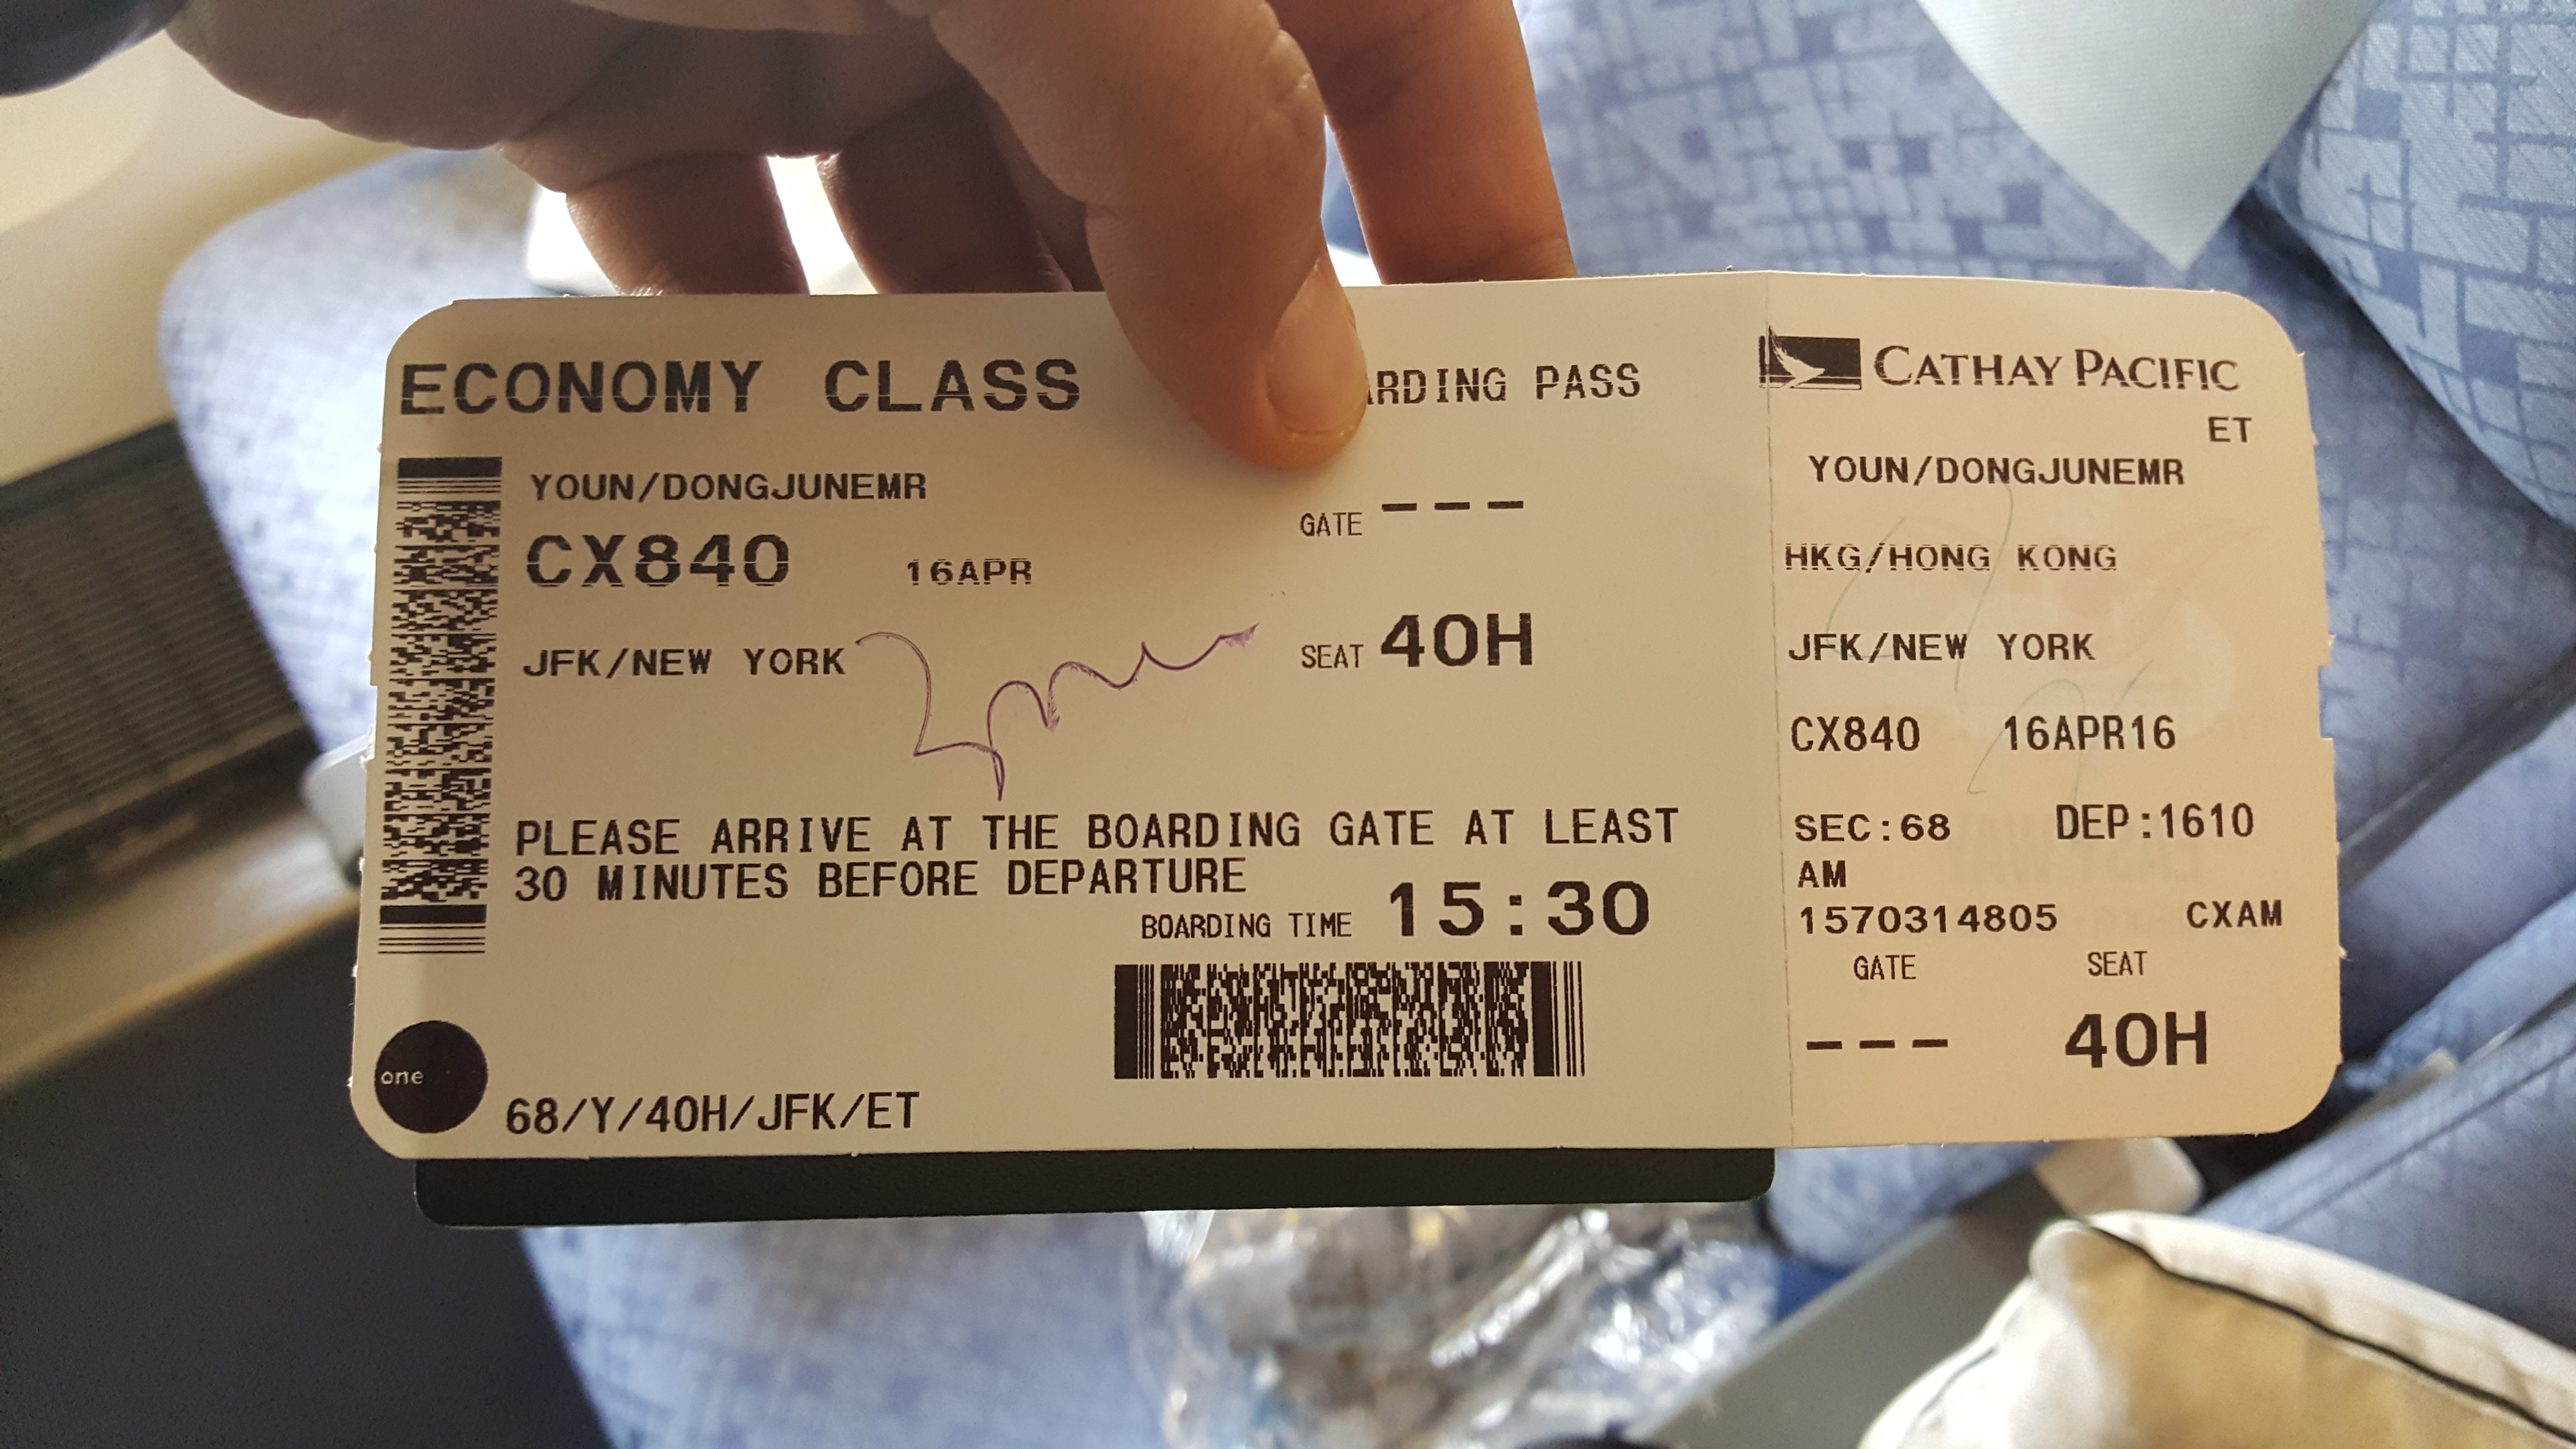 ECONOMY CLASS
RDING PASS
YOUN/DONGJUNEMR
GATE ---
CX840 16APR
JFK/NEW YORK
SEAT 40H
PLEASE ARRIVE AT THE BOARDING GATE AT LEAST
30 MINUTES BEFORE DEPARTURE
BOARDING TIME 15:30
one
68/Y/40H/JFK/ET
CATHAY PACIFIC
ET
YOUN/DONGJUNEMR
HKG/HONG KONG
JFK/NEW YORK
CX840 16APR16
SEC:68 DEP:1610
AM
1570314805 CXAM
GATE SEAT
--- 40H